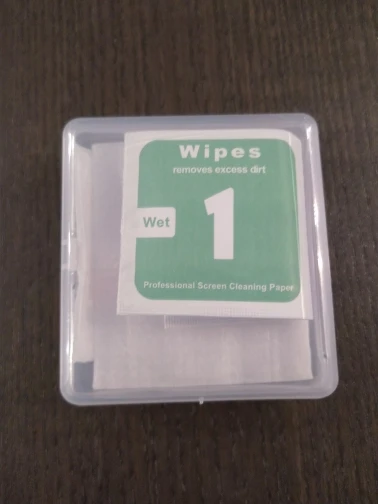 Wipes
removes excess dirt
Wet
1
Professional Screen Cleaning Paper